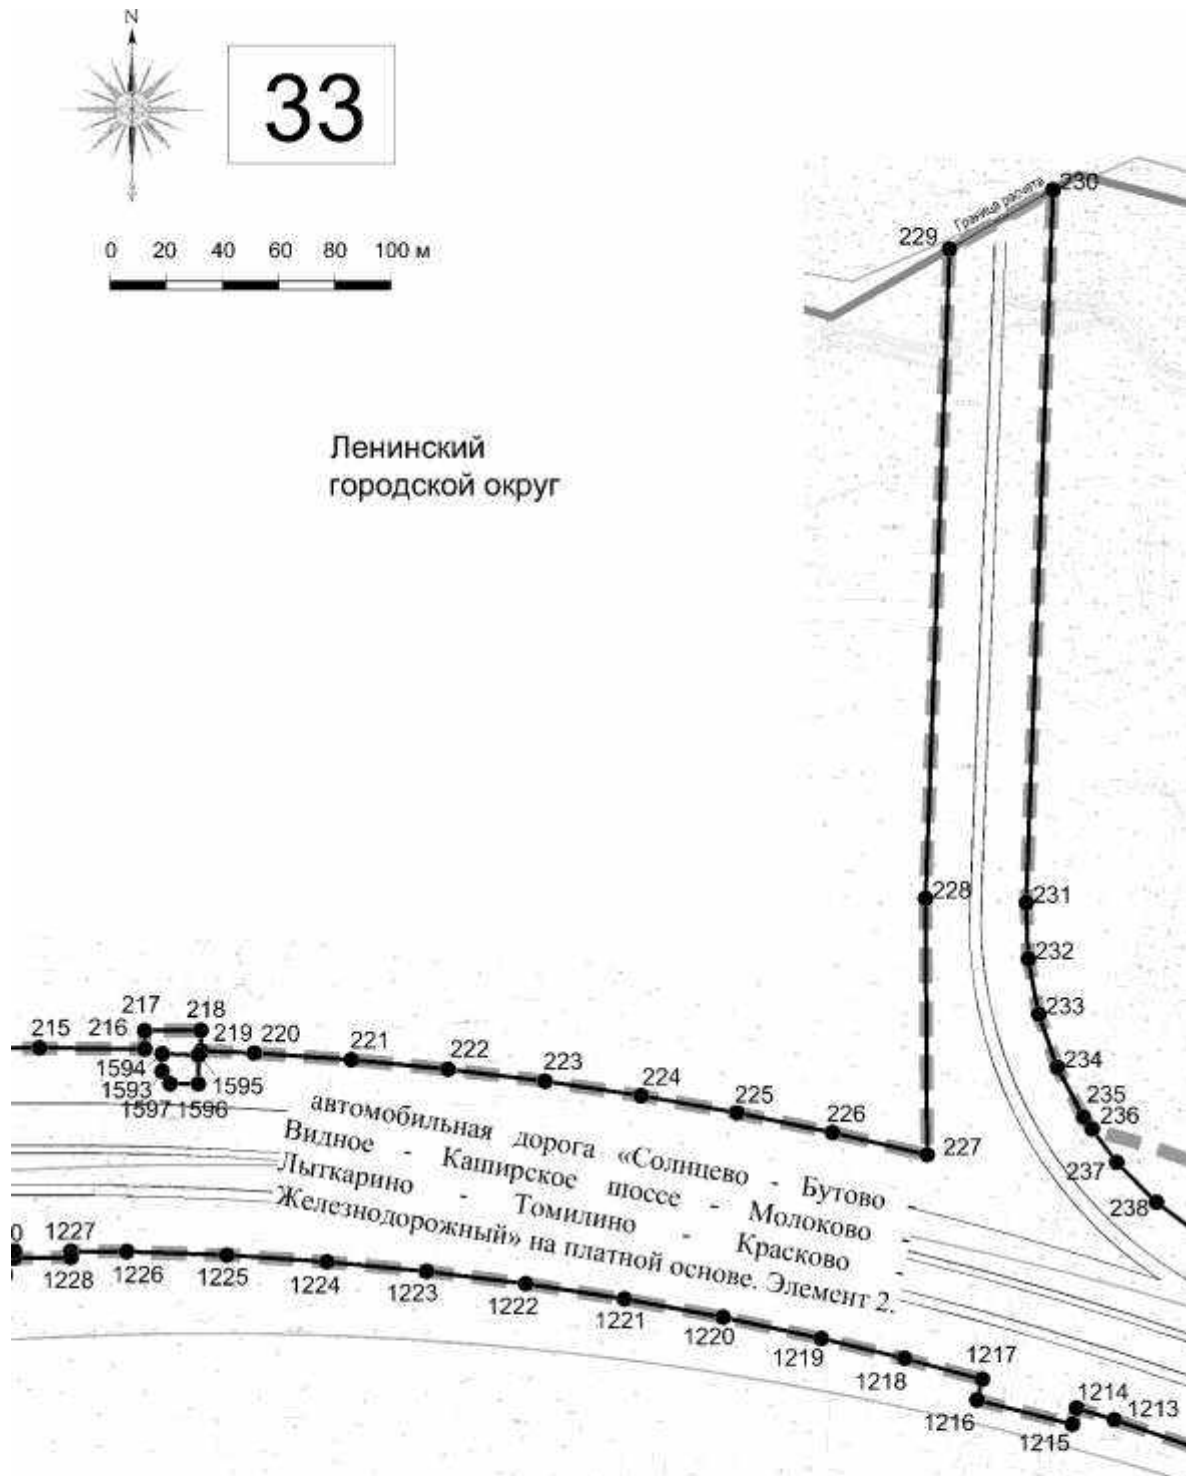 N
33
0 20 40 60 80 100 м
Ленинский
городской округ
Граница расчета
230
229
228
231
232
233
234
235
236
237
238
217 218
215 216 219 220 221 222 223 224 225 226 227
1594
1593 1595
1597 1596
автомобильная дорога «Солнцево - Бутово -
Видное - Каширское шоссе - Молоково -
Лыткарино - Томилино - Красково -
Железнодорожный» на платной основе. Элемент 2.
0 1227
1228 1226 1225 1224 1223 1222 1221 1220 1219 1218
1217
1216
1215
1214
1213